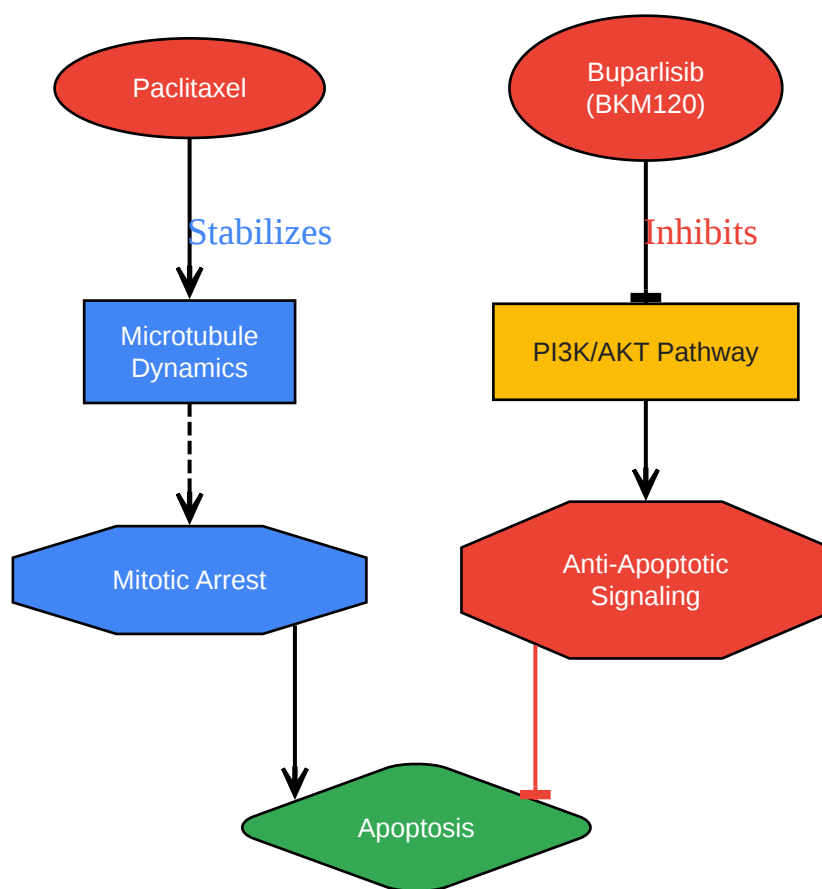 Paclitaxel
Buparlisib
(BKM120)
Stabilizes
Inhibits
Microtubule
Dynamics
PI3K/AKT Pathway
Mitotic Arrest
Anti-Apoptotic
Signaling
Apoptosis